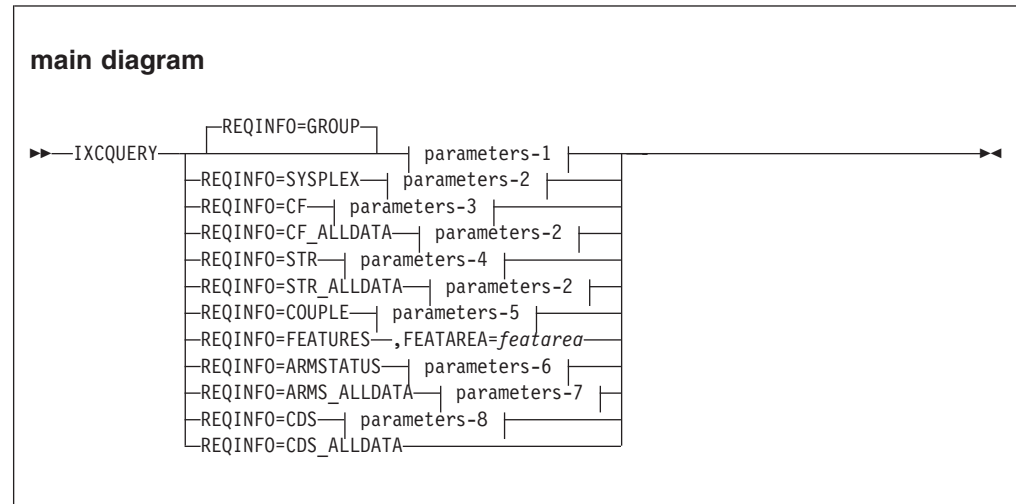 main diagram
REQINFO=GROUP
IXCQUERY parameters-1
REQINFO=SYSPLEX parameters-2
REQINFO=CF parameters-3
REQINFO=CF_ALLDATA parameters-2
REQINFO=STR parameters-4
REQINFO=STR_ALLDATA parameters-2
REQINFO=COUPLE parameters-5
REQINFO=FEATURES ,FEATAREA=featarea
REQINFO=ARMSTATUS parameters-6
REQINFO=ARMS_ALLDATA parameters-7
REQINFO=CDS parameters-8
REQINFO=CDS_ALLDATA